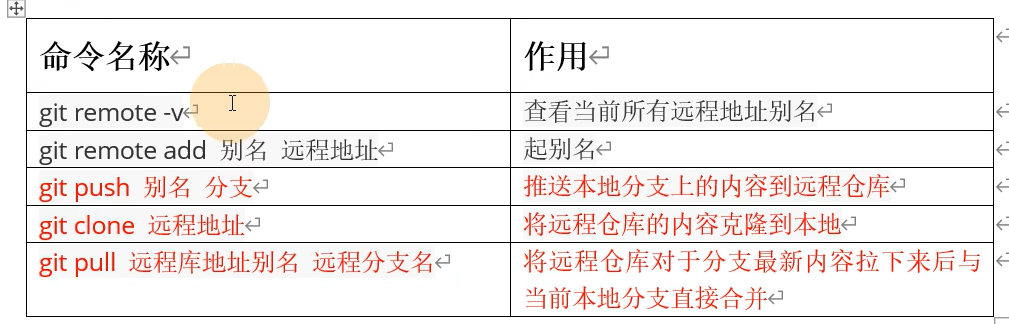 命令名称 作用
git remote -v 查看当前所有远程地址别名
git remote add 别名 远程地址 起别名
git push 别名 分支 推送本地分支上的内容到远程仓库
git clone 远程地址 将远程仓库的内容克隆到本地
git pull 远程库地址别名 远程分支名 将远程仓库对于分支最新内容拉下来后与
当前本地分支直接合并